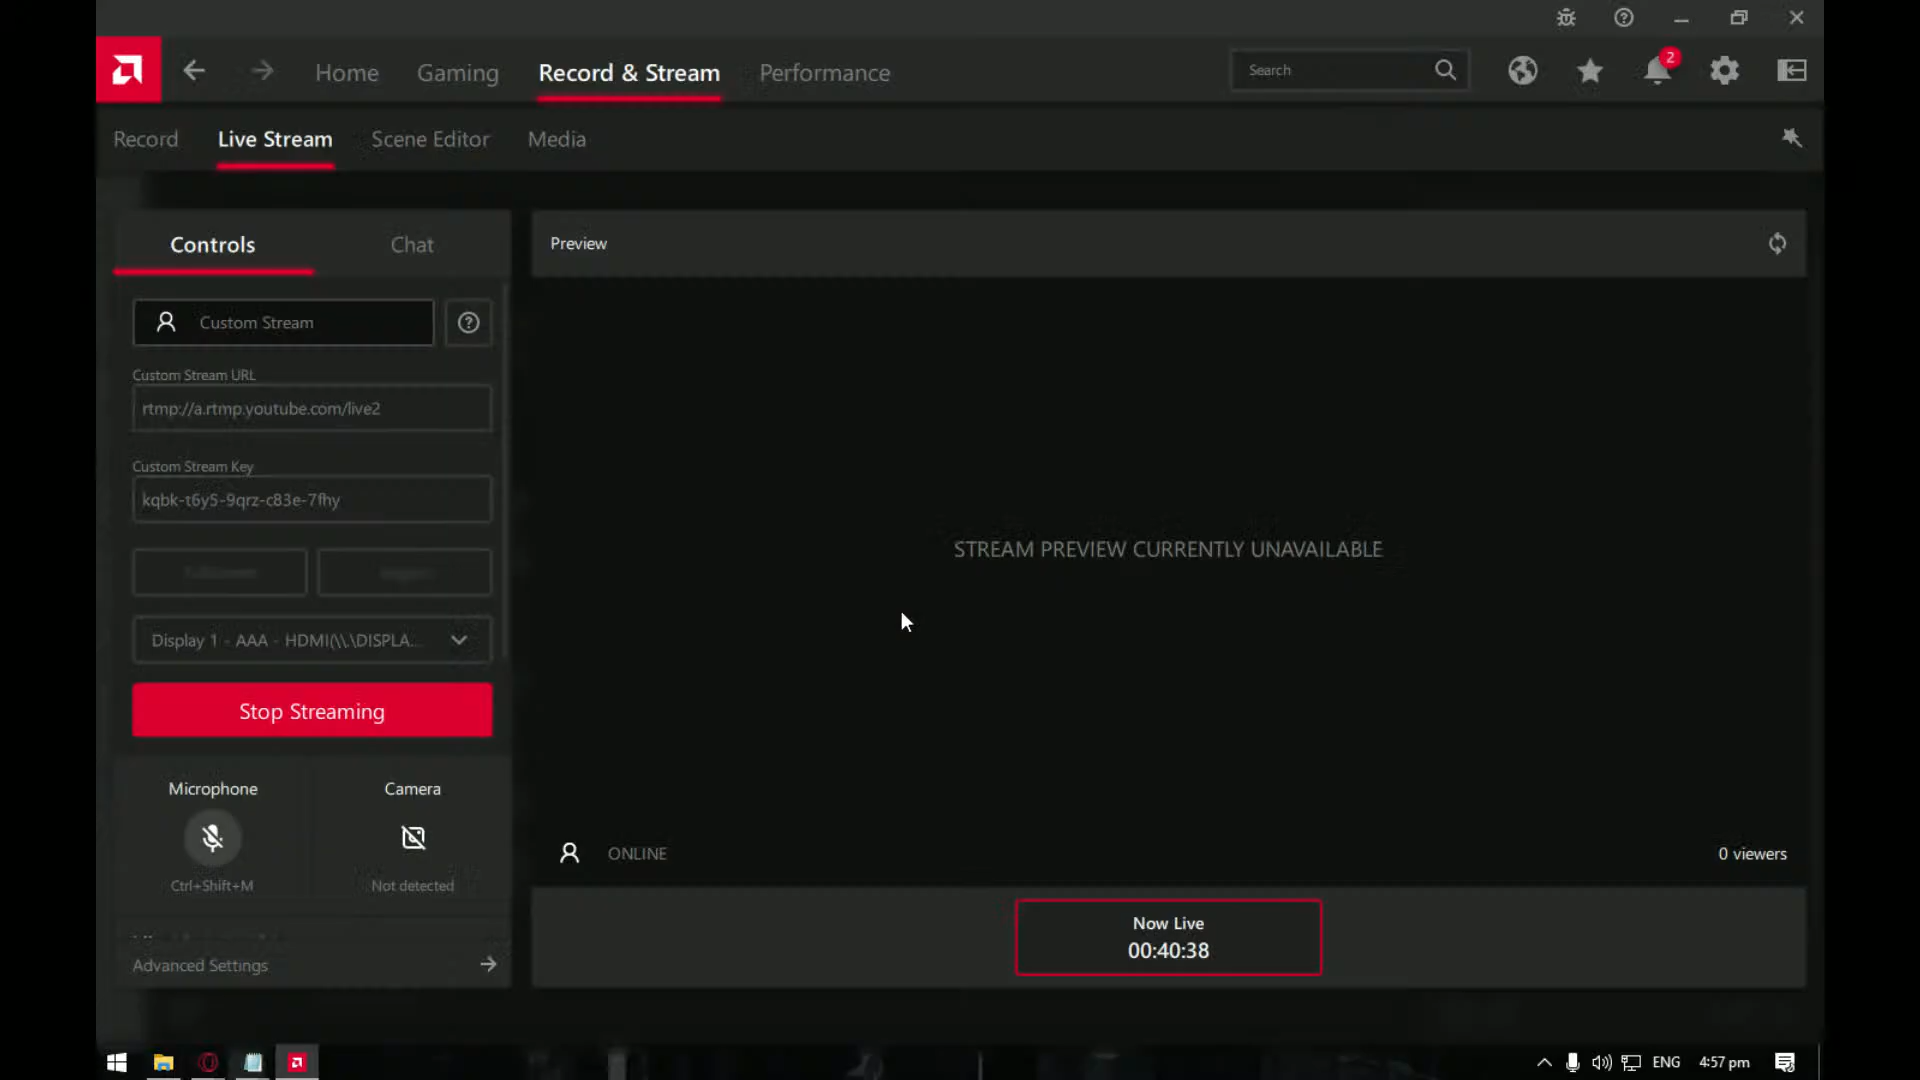 Home Gaming Record & Stream Performance Search 2
Record Live Stream Scene Editor Media
Controls Chat
Preview
Custom Stream
Custom Stream URL
rtmp://a.rtmp.youtube.com/live2
Custom Stream Key
kqbk-t6y5-9qrz-c83e-7fhy
STREAM PREVIEW CURRENTLY UNAVAILABLE
Display 1 - AAA - HDMI(\\.\DISPLA...
Stop Streaming
Microphone Camera
Ctrl+Shift+M Not detected
ONLINE 0 viewers
Now Live
00:40:38
Advanced Settings
ENG 4:57 pm